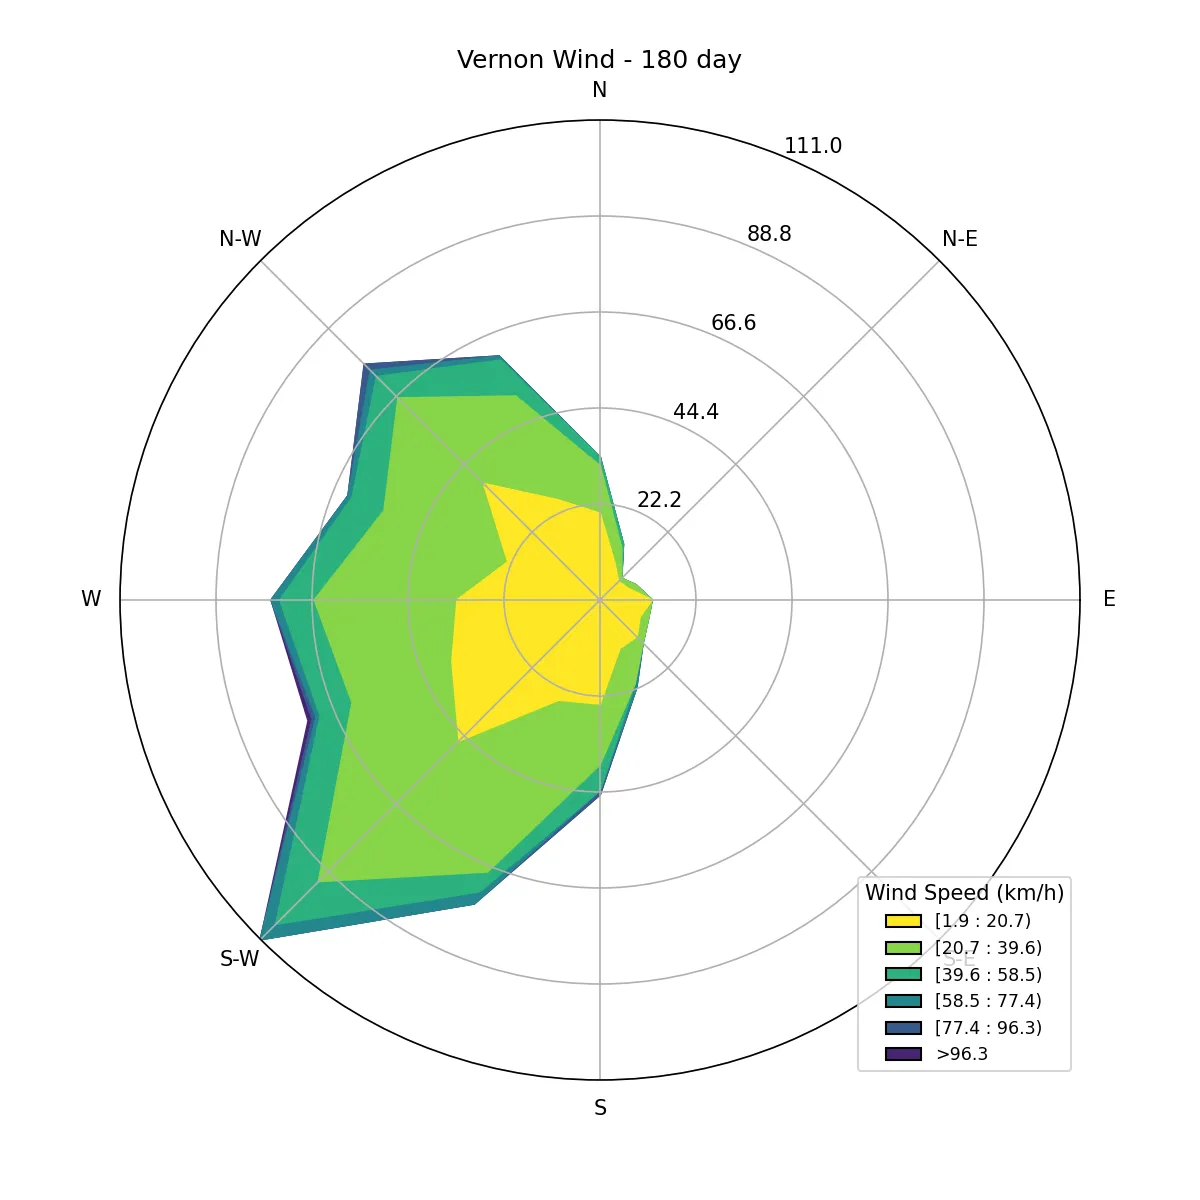 Vernon Wind - 180 day
N
111.0
N-W
N-E
88.8
66.6
44.4
22.2
W
E
S-W
S-E
S
Wind Speed (km/h)
[1.9 : 20.7)
[20.7 : 39.6)
[39.6 : 58.5)
[58.5 : 77.4)
[77.4 : 96.3)
>96.3